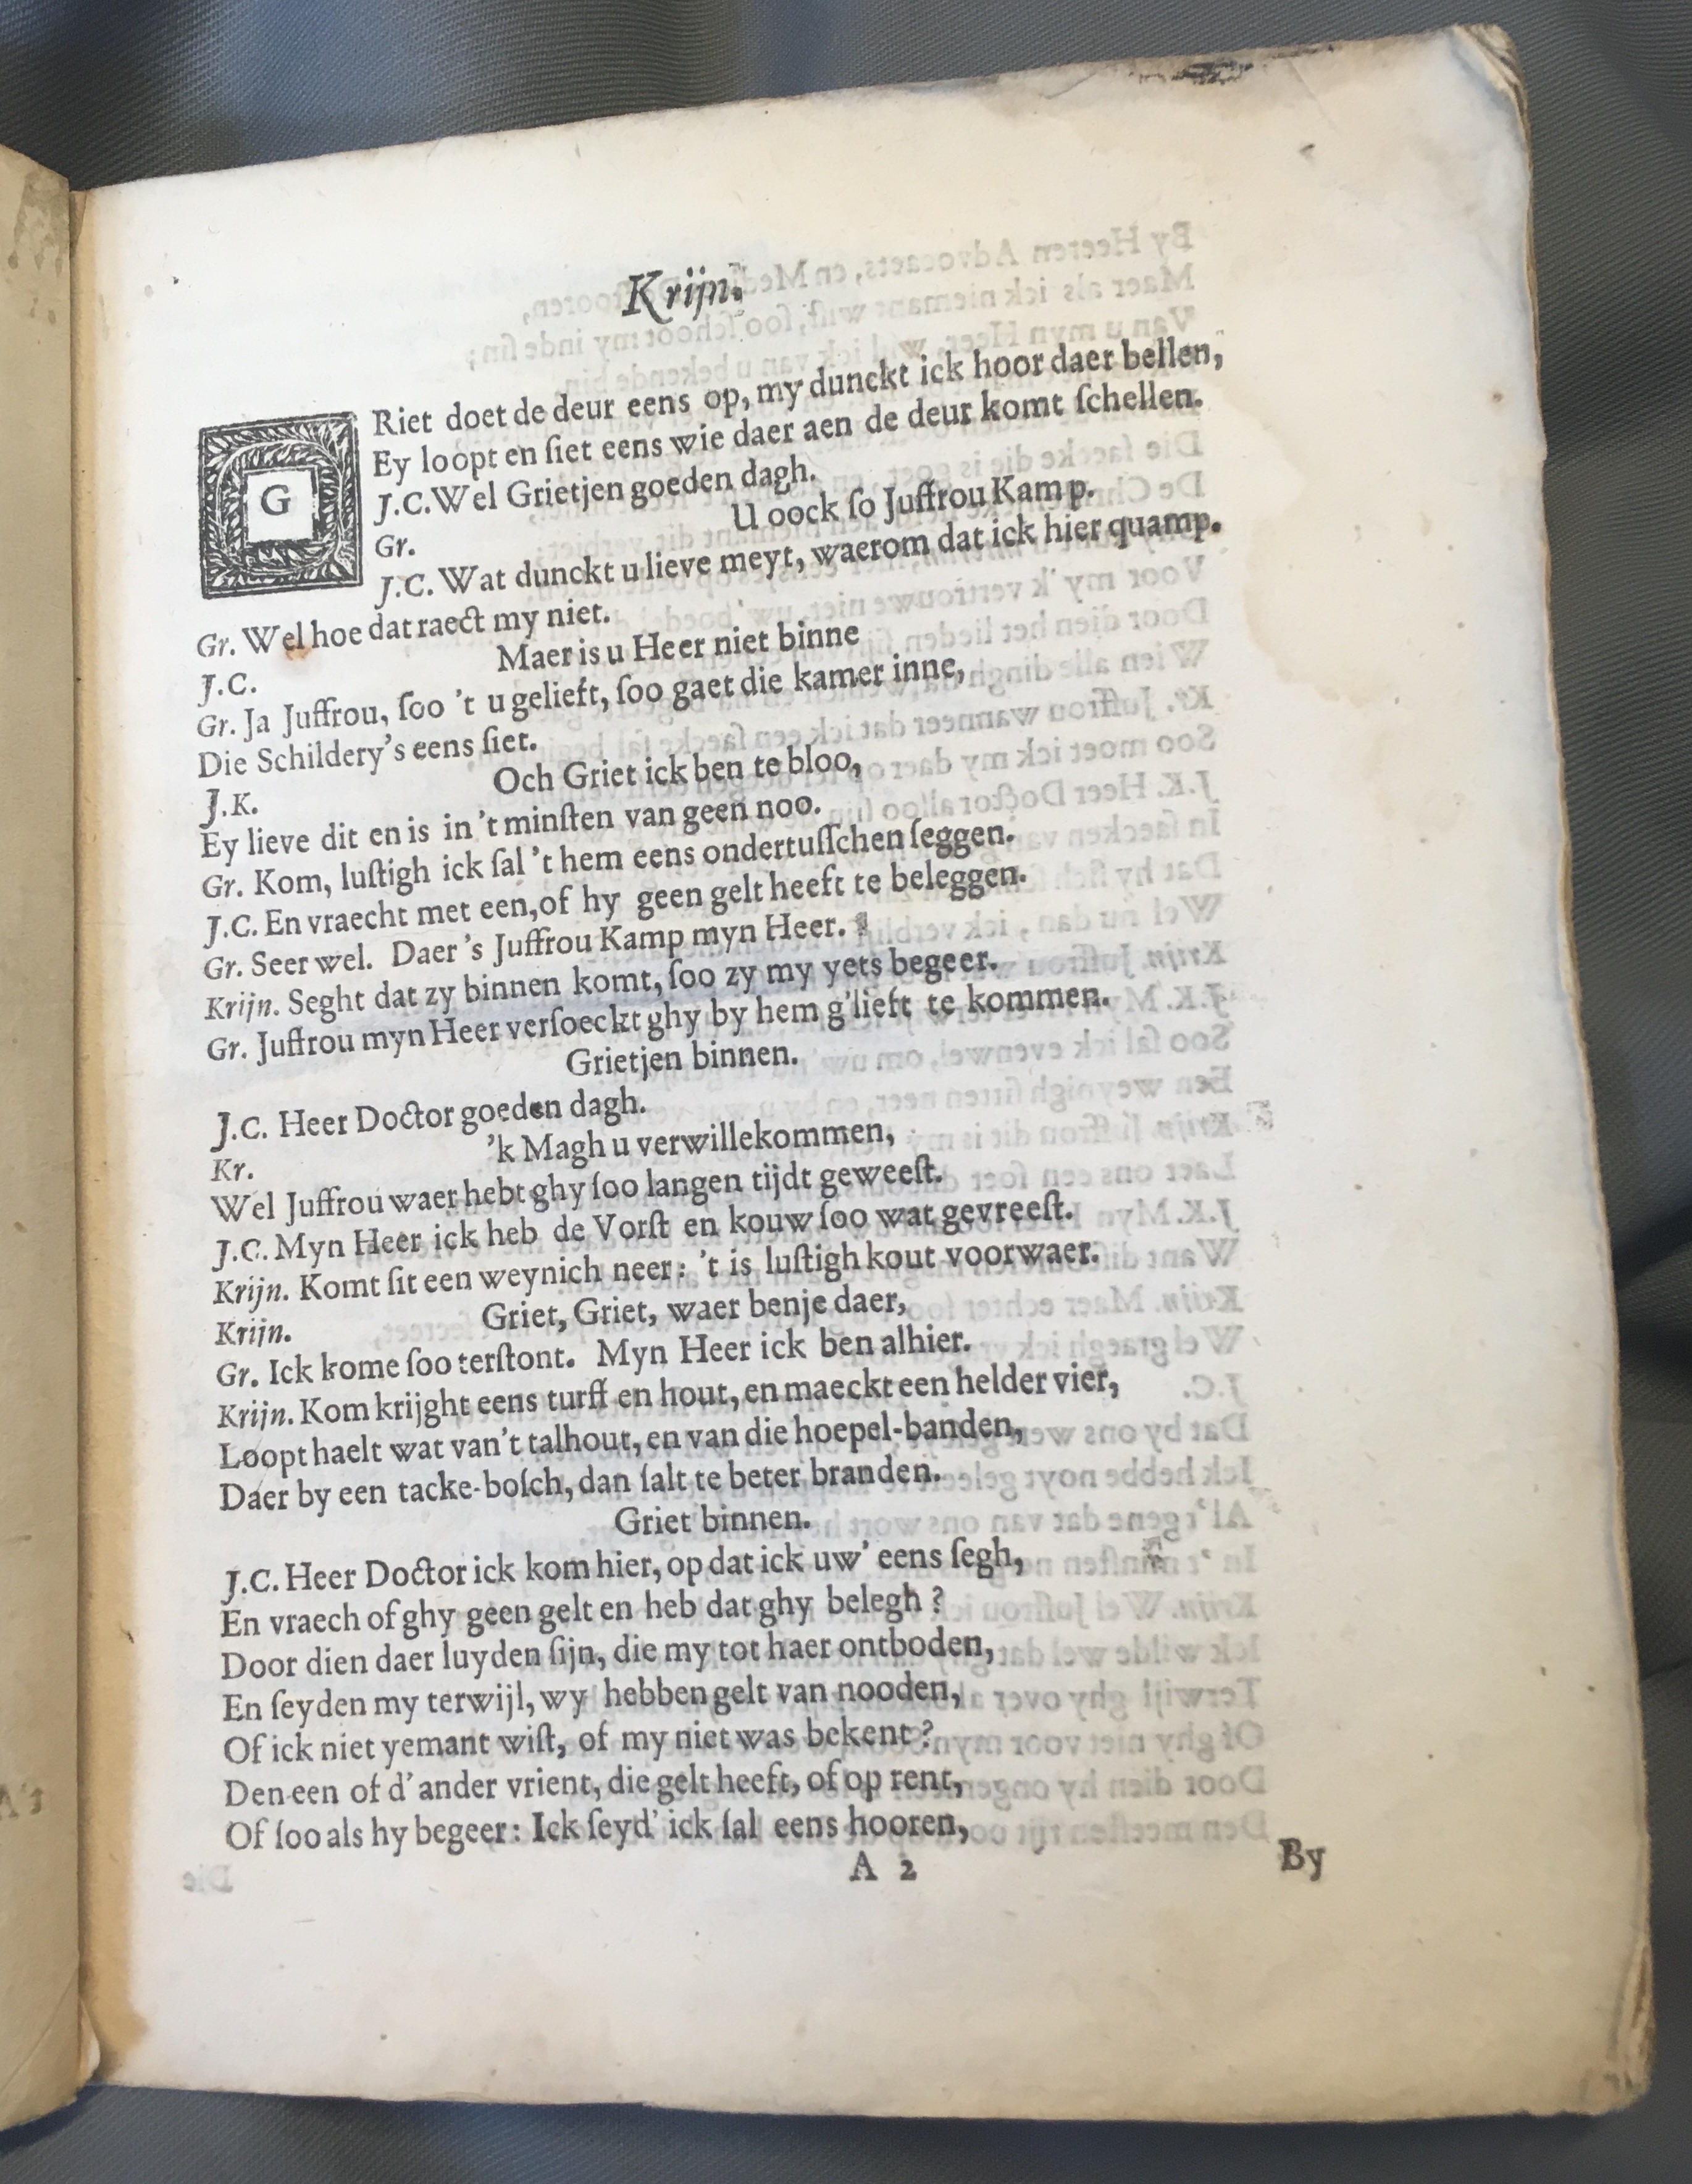 Krijn.
GRiet doet de deur eens op, my dunckt ick hoor daer bellen,
Ey loopt en ſiet eens wie daer aen de deur komt ſchellen.
J.C. Wel Grietjen goeden dagh.
Gr. U oock ſo Juffrou Kamp.
J.C. Wat dunckt u lieve meyt, waerom dat ick hier quamp.
Gr. Wel hoe dat raect my niet.
J.C. Maer is u Heer niet binne
Gr. Ja Juffrou, ſoo 't u gelieft, ſoo gaet die kamer inne,
Die Schildery's eens ſiet.
J.K. Och Griet ick ben te bloo,
Ey lieve dit en is in 't minſten van geen noo.
Gr. Kom, luſtigh ick ſal 't hem eens ondertuſſchen ſeggen.
J.C. En vraecht met een, of hy geen gelt heeft te beleggen.
Gr. Seer wel. Daer 's Juffrou Kamp myn Heer.
Krijn. Seght dat zy binnen komt, ſoo zy my yets begeer.
Gr. Juffrou myn Heer verſoeckt ghy by hem g'lieft te kommen.
Grietjen binnen.
J.C. Heer Doctor goeden dagh.
Kr. 'k Magh u verwillekommen,
Wel Juffrou waer hebt ghy ſoo langen tijdt geweeſt.
J.C. Myn Heer ick heb de Vorſt en kouw ſoo wat gevreeſt.
Krijn. Komt ſit een weynich neer: 't is luſtigh kout voorwaer.
Krijn. Griet, Griet, waer benje daer,
Gr. Ick kome ſoo terſtont. Myn Heer ick ben alhier.
Krijn. Kom krijght eens turff en hout, en maeckt een helder vier,
Loopt haelt wat van 't talhout, en van die hoepel-banden,
Daer by een tacke-boſch, dan ſalt te beter branden.
Griet binnen.
J.C. Heer Doctor ick kom hier, op dat ick uw' eens ſegh,
En vraech of ghy geen gelt en heb dat ghy belegh?
Door dien daer luyden ſijn, die my tot haer ontboden,
En ſeyden my terwijl, wy hebben gelt van nooden,
Of ick niet yemant wiſt, of my niet was bekent?
Den een of d' ander vrient, die gelt heeft, of op rent,
Of ſoo als hy begeer: Ick ſeyd' ick ſal eens hooren,
A 2 By